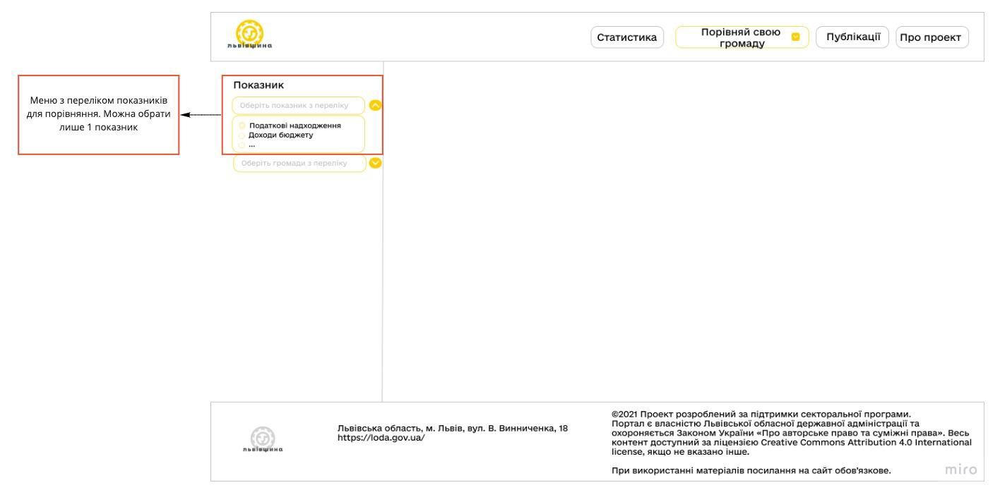 львівщина
Статистика
Порівняй свою
громаду
Публікації
Про проект
Меню з переліком показників
для порівняння. Можна обрати
лише 1 показник
Показник
Оберіть показник з переліку
Податкові надходження
Доходи бюджету
...
Оберіть громади з переліку
львівщина
Львівська область, м. Львів, вул. В. Винниченка, 18
https://loda.gov.ua/
©2021 Проект розроблений за підтримки секторальної програми.
Портал є власністю Львівської обласної державної адміністрації та
охороняється Законом України «Про авторське право та суміжні права». Весь
контент доступний за ліцензією Creative Commons Attribution 4.0 International
license, якщо не вказано інше.
При використанні матеріалів посилання на сайт обов’язкове.
miro